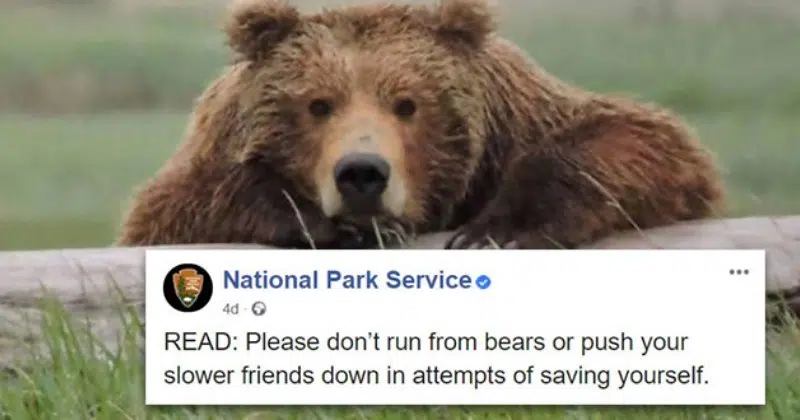 National Park Service
4d
READ: Please don’t run from bears or push your
slower friends down in attempts of saving yourself.